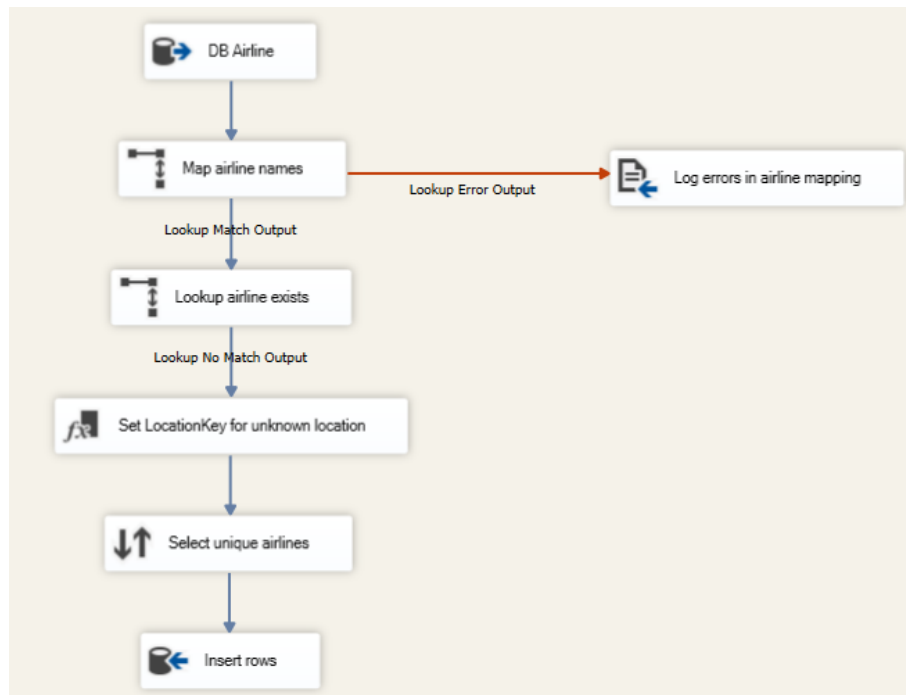 DB Airline
Map airline names
Lookup Error Output
Log errors in airline mapping
Lookup Match Output
Lookup airline exists
Lookup No Match Output
fx
Set LocationKey for unknown location
Select unique airlines
Insert rows